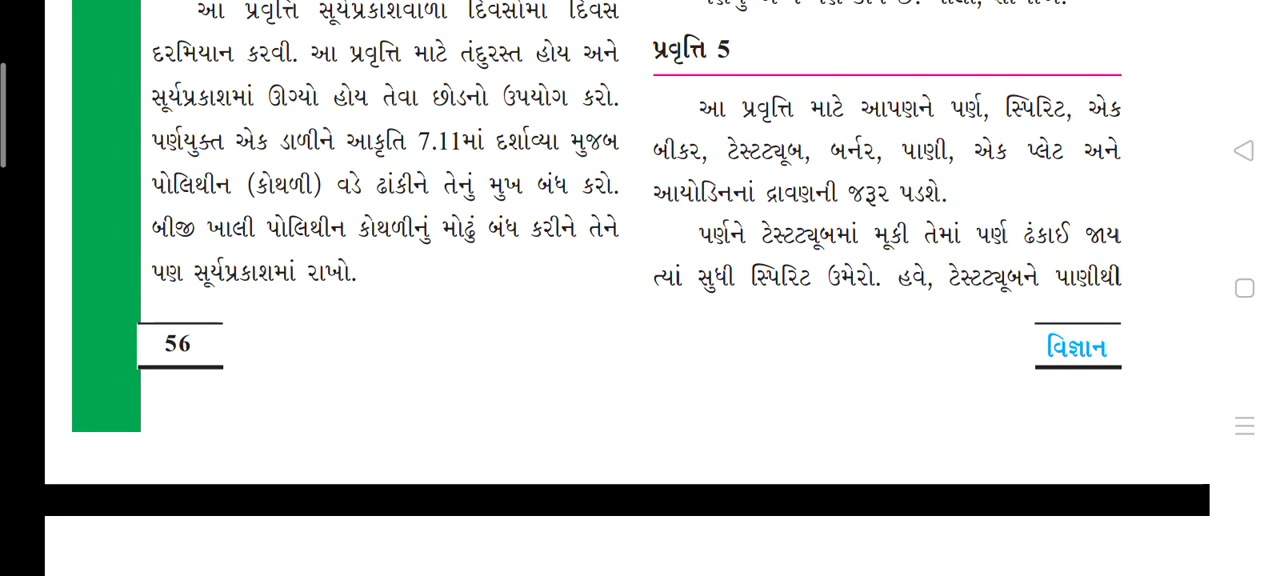 આ પ્રવૃત્તિ સૂર્યપ્રકાશવાળા દિવસોમાં દિવસ
દરમિયાન કરવી. આ પ્રવૃત્તિ માટે તંદુરસ્ત હોય અને
સૂર્યપ્રકાશમાં ઊગ્યો હોય તેવા છોડનો ઉપયોગ કરો.
પર્ણયુક્ત એક ડાળીને આકૃતિ 7.11માં દર્શાવ્યા મુજબ
પોલિથીન (કોથળી) વડે ઢાંકીને તેનું મુખ બંધ કરો.
બીજી ખાલી પોલિથીન કોથળીનું મોઢું બંધ કરીને તેને
પણ સૂર્યપ્રકાશમાં રાખો.
પ્રવૃત્તિ 5
આ પ્રવૃત્તિ માટે આપણને પર્ણ, સ્પિરિટ, એક
બીકર, ટેસ્ટટ્યૂબ, બર્નર, પાણી, એક પ્લેટ અને
આયોડિનનાં દ્રાવણની જરૂર પડશે.
પર્ણને ટેસ્ટટ્યૂબમાં મૂકી તેમાં પર્ણ ઢંકાઈ જાય
ત્યાં સુધી સ્પિરિટ ઉમેરો. હવે, ટેસ્ટટ્યૂબને પાણીથી
56
વિજ્ઞાન